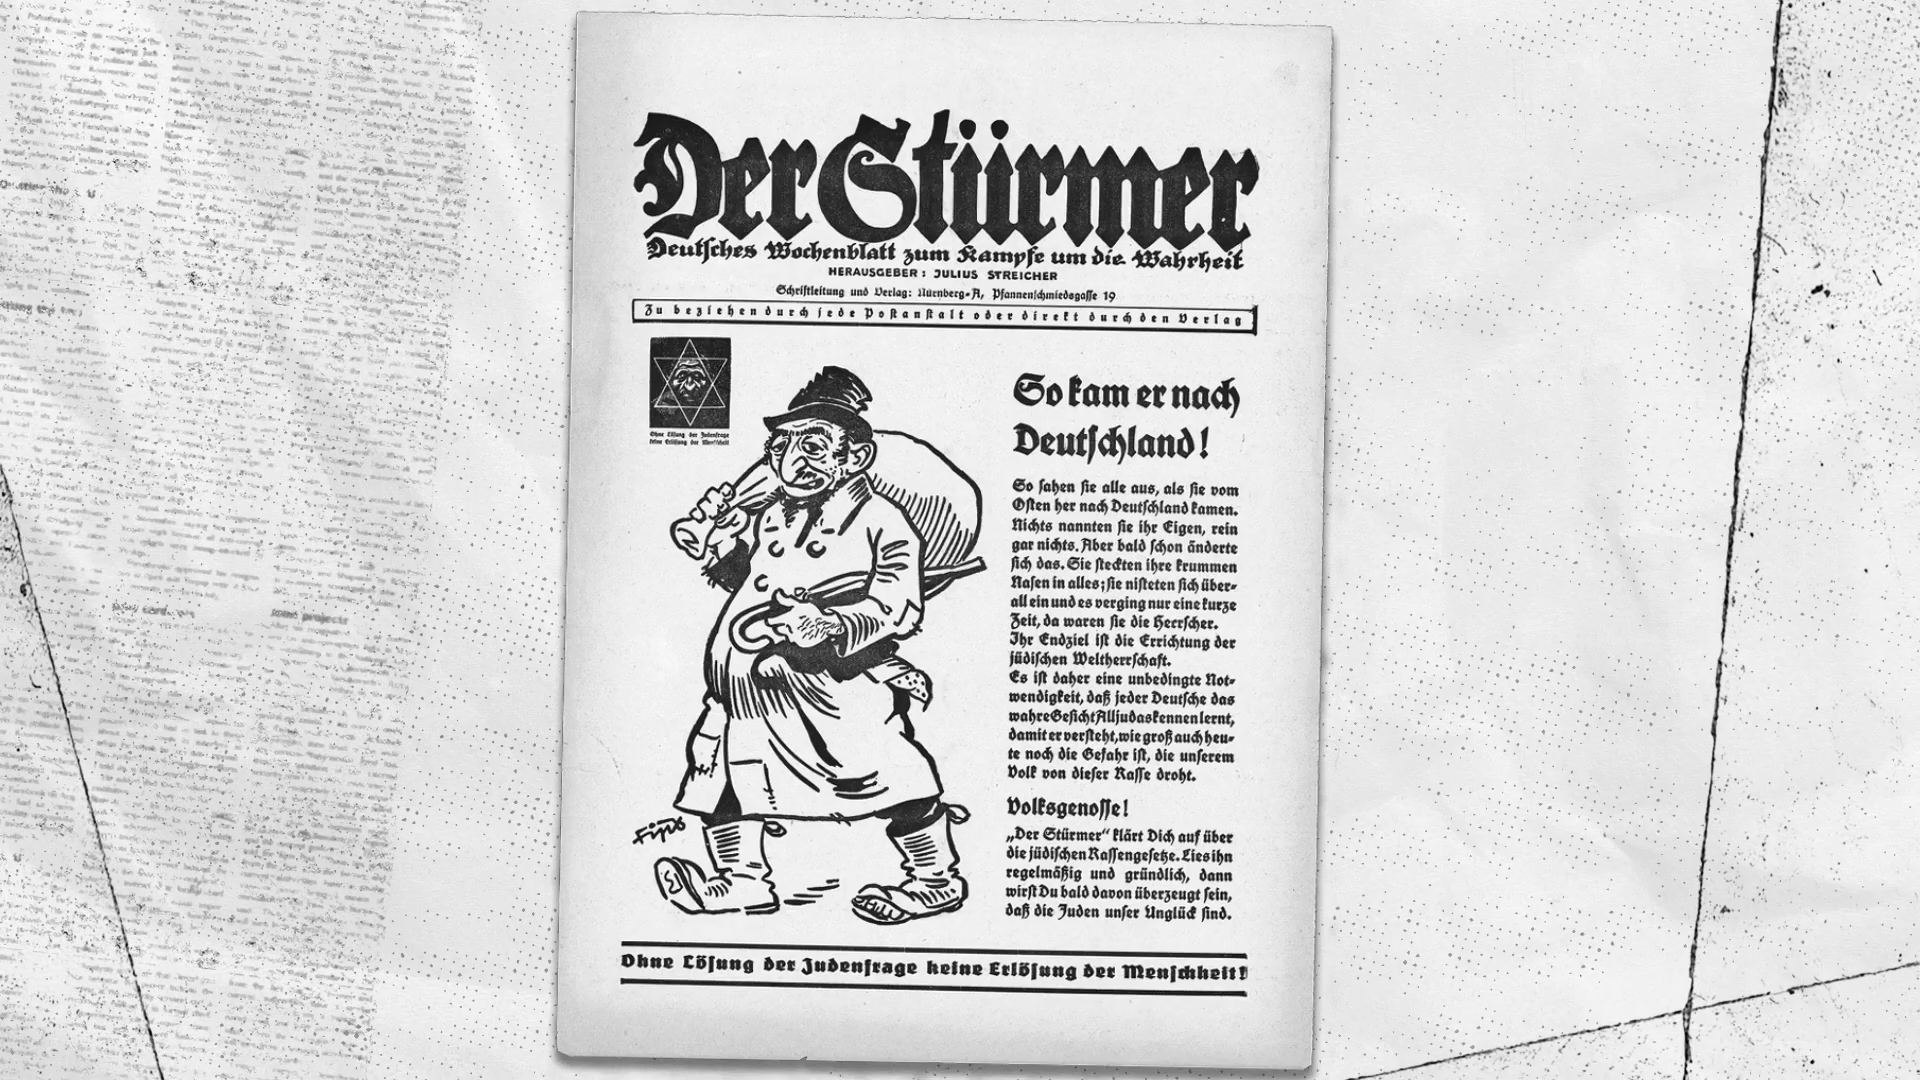 Der Stürmer
Deutsches Wochenblatt zum Kampfe um die Wahrheit
HERAUSGEBER: JULIUS STREICHER
Schriftleitung und Verlag: Nürnberg-A, Pfannenschmiedsgasse 19
Zu beziehen durch jede Postanstalt oder direkt durch den Verlag
Ohne Lösung der Judenfrage
keine Erlösung der Menschheit
So kam er nach
Deutschland!
So sahen sie alle aus, als sie vom
Osten her nach Deutschland kamen.
Nichts nannten sie ihr Eigen, rein
gar nichts. Aber bald schon änderte
sich das. Sie steckten ihre krummen
Nasen in alles; sie nisteten sich über-
all ein und es verging nur eine kurze
Zeit, da waren sie die Herrscher.
Ihr Endziel ist die Errichtung der
jüdischen Weltherrschaft.
Es ist daher eine unbedingte Not-
wendigkeit, daß jeder Deutsche das
wahre Gesicht Alljudas kennen lernt,
damit er versteht, wie groß auch heu-
te noch die Gefahr ist, die unserem
Volk von dieser Rasse droht.
Volksgenosse!
„Der Stürmer“ klärt Dich auf über
die jüdischen Rassengesetze. Lies ihn
regelmäßig und gründlich, dann
wirst Du bald davon überzeugt sein,
daß die Juden unser Unglück sind.
Fips
Ohne Lösung der Judenfrage keine Erlösung der Menschheit!